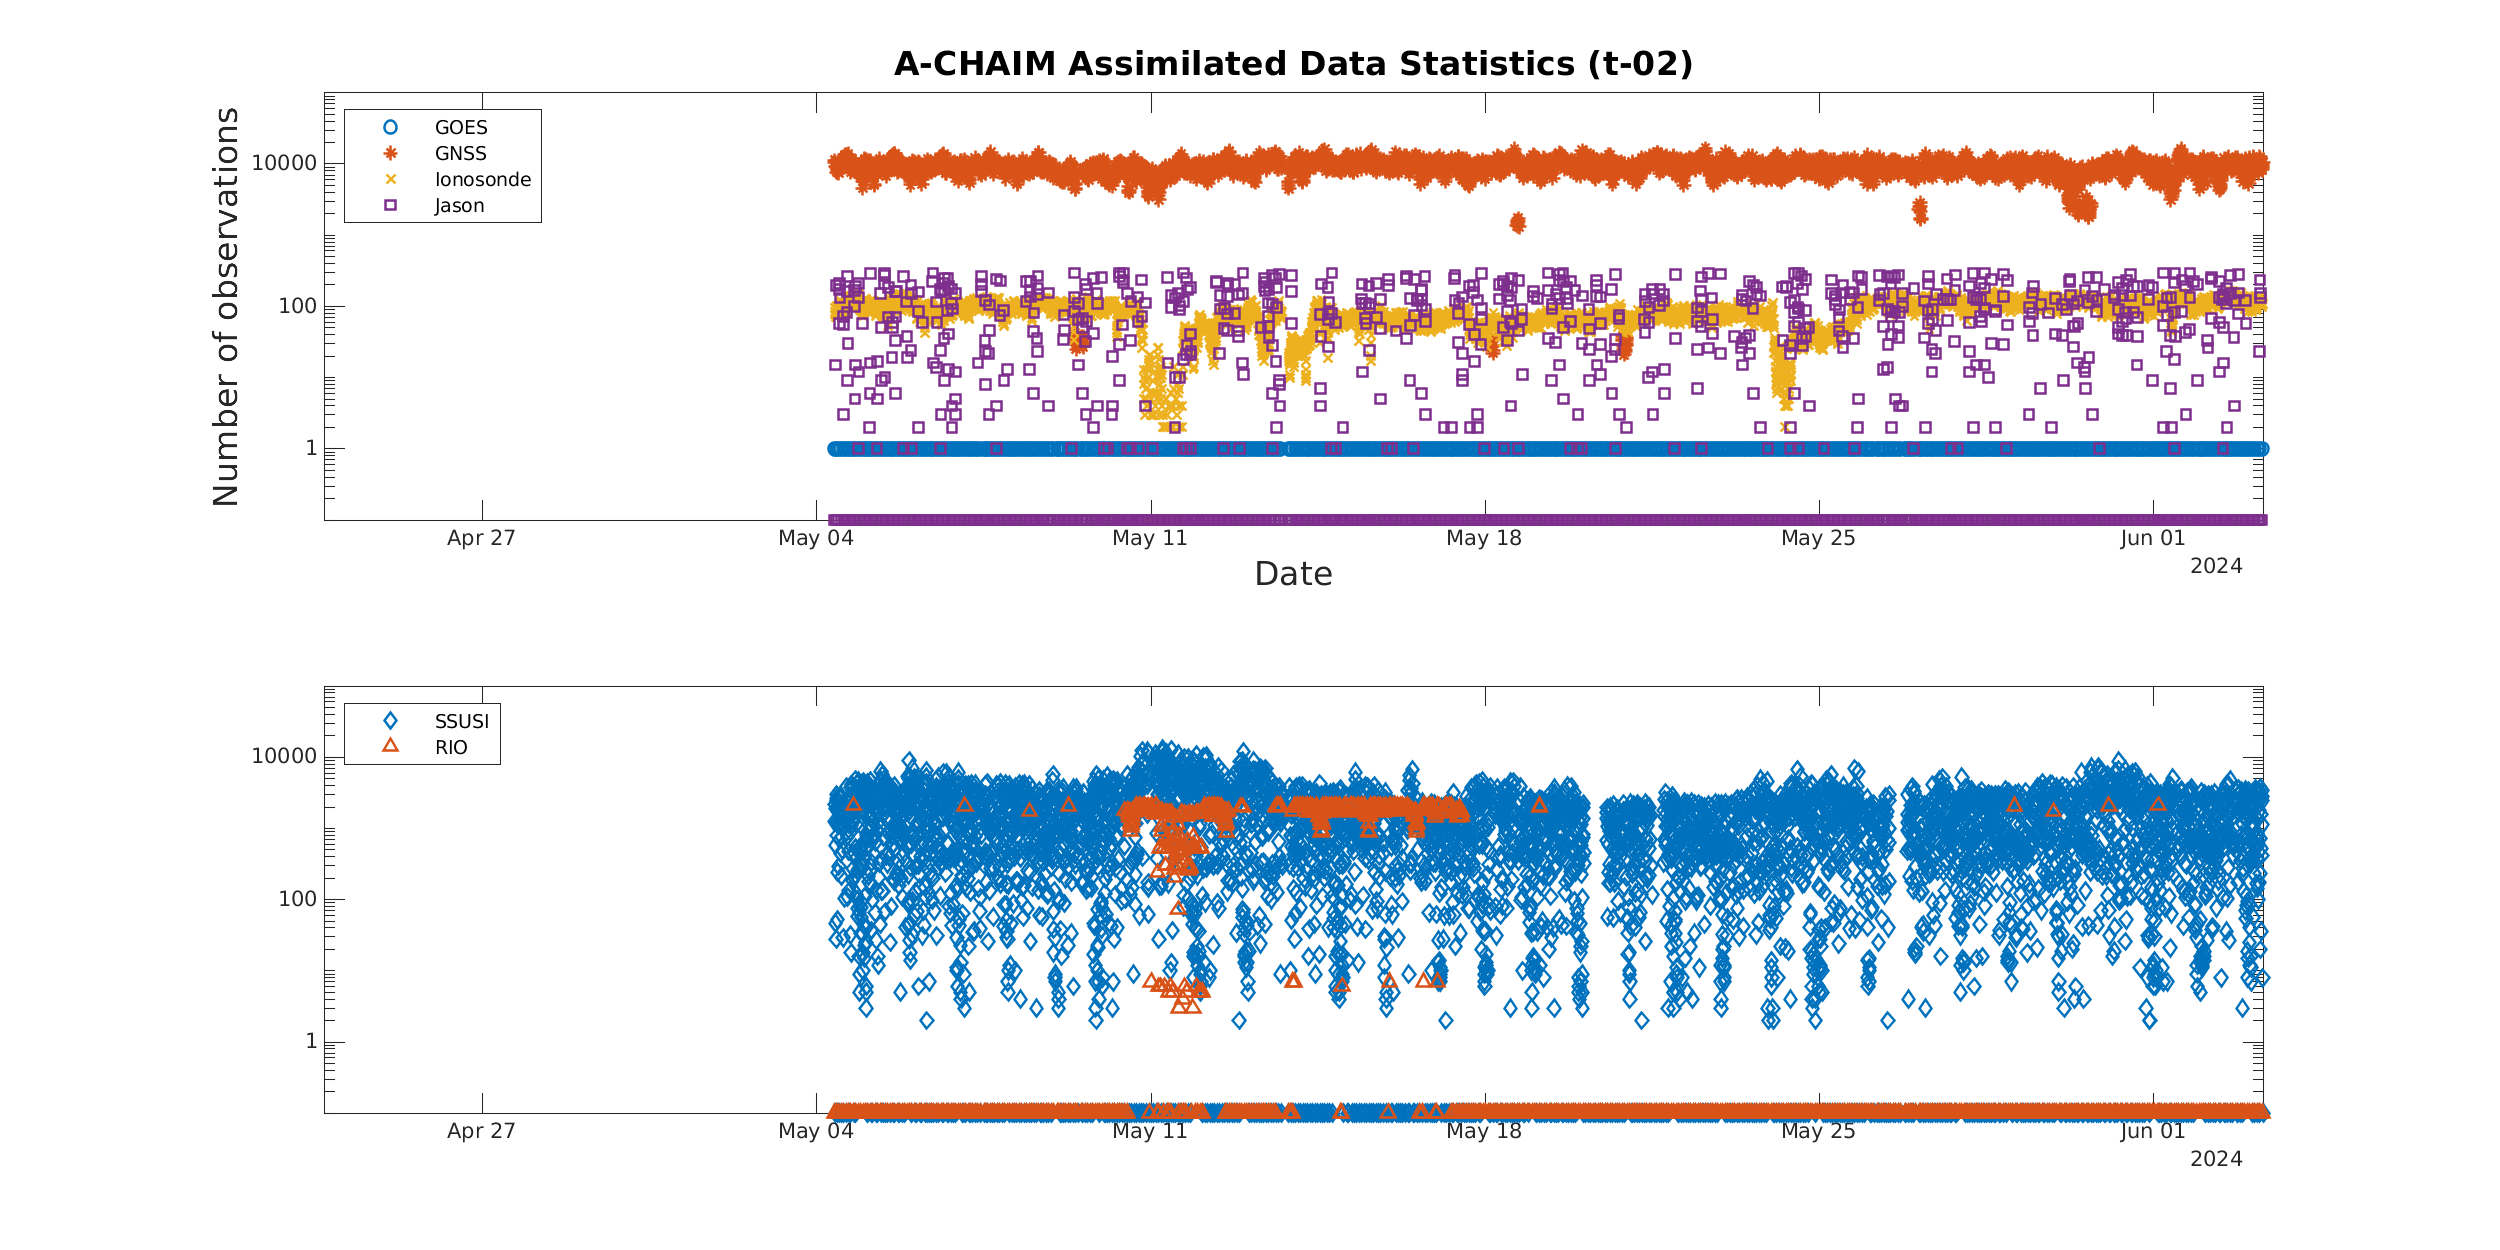 A-CHAIM Assimilated Data Statistics (t-02)
Number of observations
10000
100
1
GOES
GNSS
Ionosonde
Jason
Apr 27
May 04
May 11
May 18
May 25
Jun 01
2024
Date
10000
100
1
SSUSI
RIO
Apr 27
May 04
May 11
May 18
May 25
Jun 01
2024